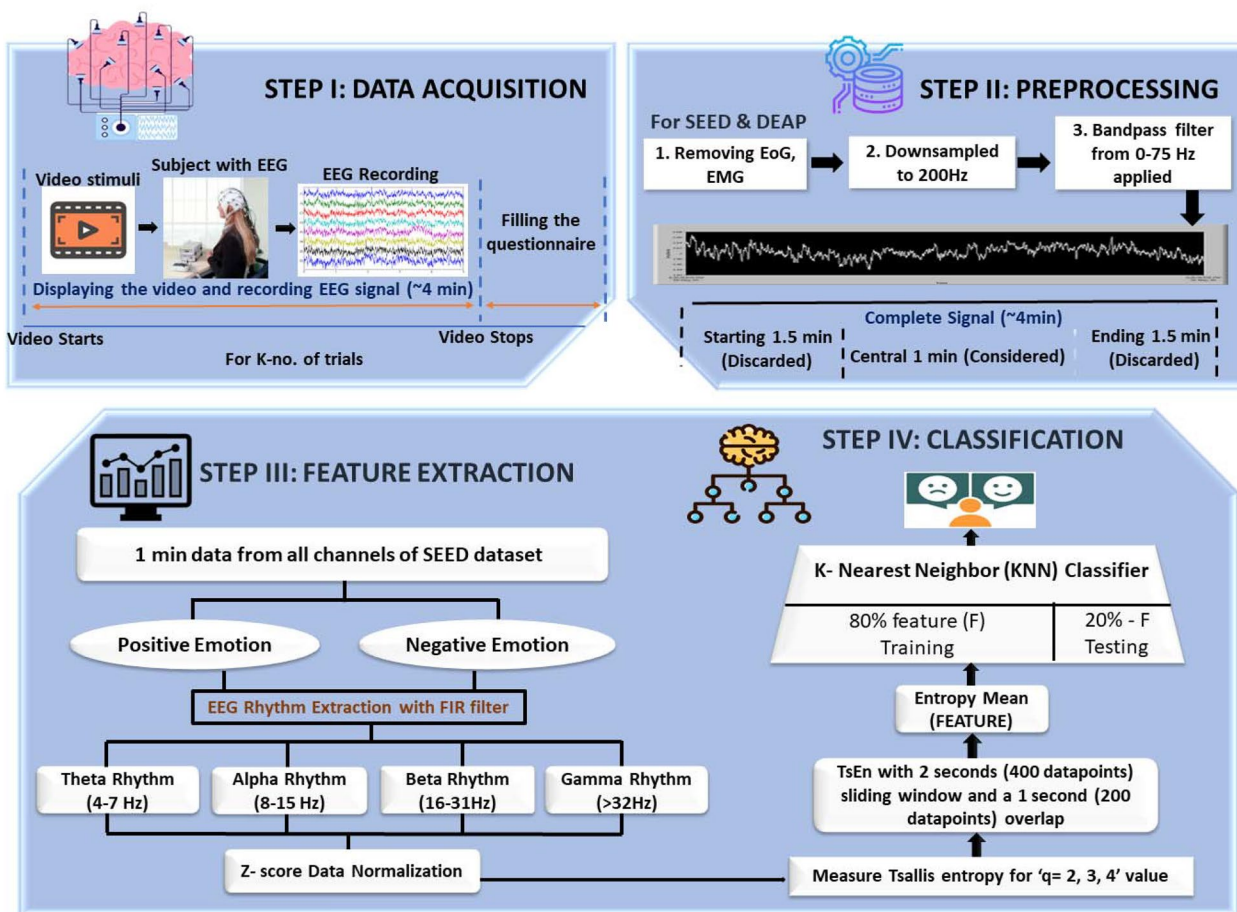 STEP I: DATA ACQUISITION
Video stimuli
Subject with EEG
EEG Recording
Filling the
questionnaire
Displaying the video and recording EEG signal (~4 min)
Video Starts
Video Stops
For K-no. of trials
STEP II: PREPROCESSING
For SEED & DEAP
1. Removing EoG,
EMG
2. Downsampled
to 200Hz
3. Bandpass filter
from 0-75 Hz
applied
Complete Signal (~4min)
Starting 1.5 min
(Discarded)
Central 1 min (Considered)
Ending 1.5 min
(Discarded)
STEP III: FEATURE EXTRACTION
1 min data from all channels of SEED dataset
Positive Emotion
Negative Emotion
EEG Rhythm Extraction with FIR filter
Theta Rhythm
(4-7 Hz)
Alpha Rhythm
(8-15 Hz)
Beta Rhythm
(16-31Hz)
Gamma Rhythm
(>32Hz)
Z- score Data Normalization
STEP IV: CLASSIFICATION
K- Nearest Neighbor (KNN) Classifier
80% feature (F)
Training
20% - F
Testing
Entropy Mean
(FEATURE)
TsEn with 2 seconds (400 datapoints)
sliding window and a 1 second (200
datapoints) overlap
Measure Tsallis entropy for ‘q= 2, 3, 4’ value